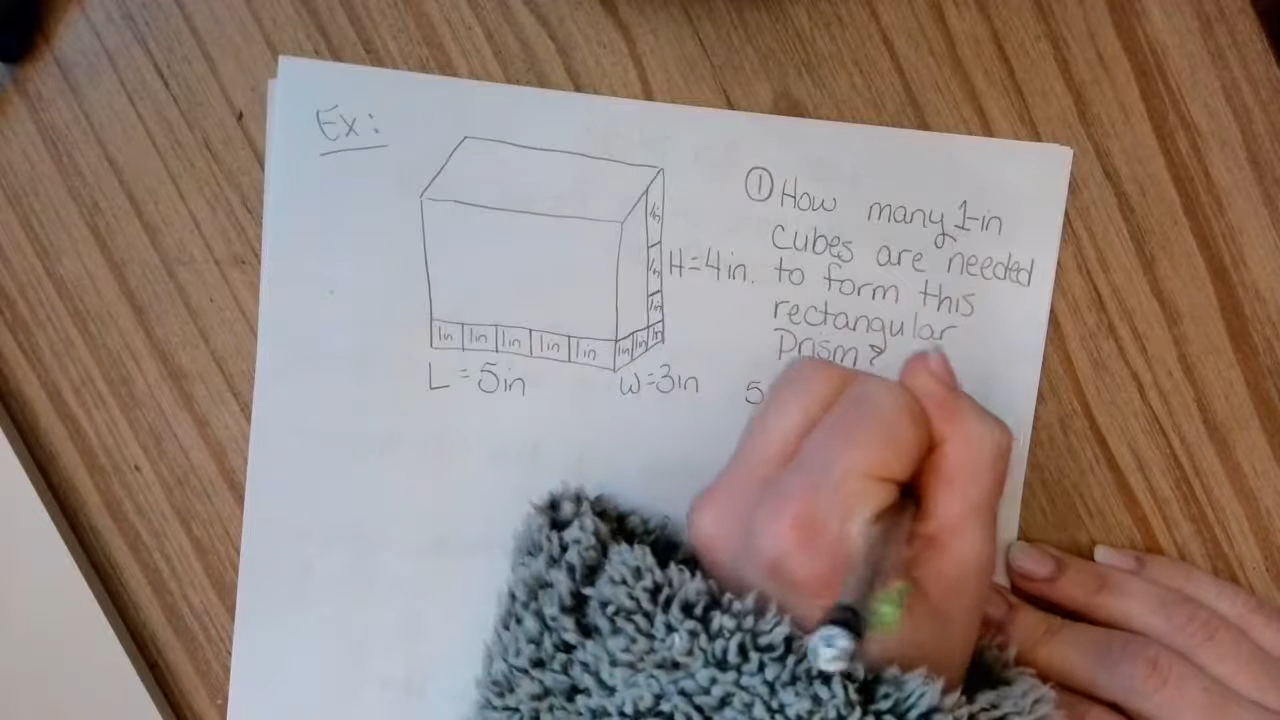 Ex:
① How many 1-in
cubes are needed
to form this
rectangular
Prism?
1in
1in
1in
H=4in.
1in 1in 1in 1in 1in 1in 1in 1in
L = 5in
W=3in
5